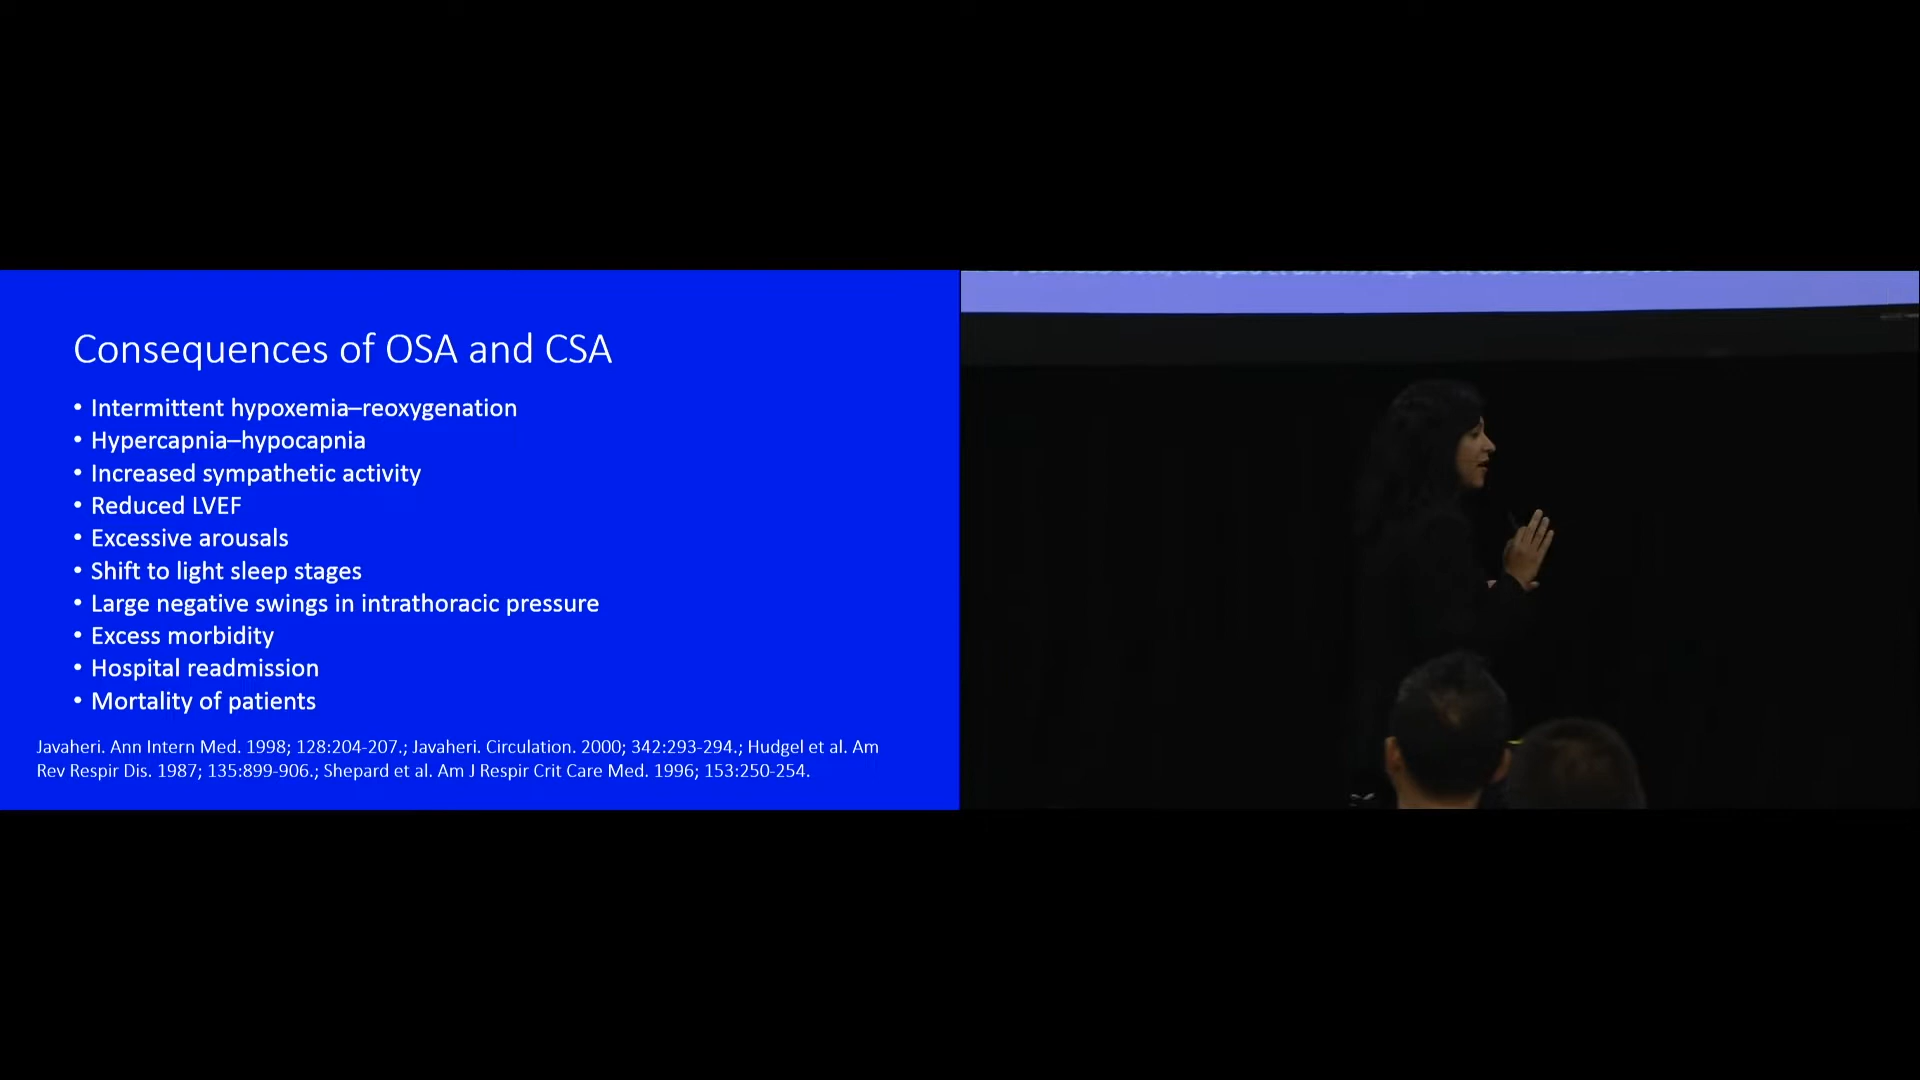 Consequences of OSA and CSA
• Intermittent hypoxemia–reoxygenation
• Hypercapnia–hypocapnia
• Increased sympathetic activity
• Reduced LVEF
• Excessive arousals
• Shift to light sleep stages
• Large negative swings in intrathoracic pressure
• Excess morbidity
• Hospital readmission
• Mortality of patients
Javaheri. Ann Intern Med. 1998; 128:204-207.; Javaheri. Circulation. 2000; 342:293-294.; Hudgel et al. Am
Rev Respir Dis. 1987; 135:899-906.; Shepard et al. Am J Respir Crit Care Med. 1996; 153:250-254.